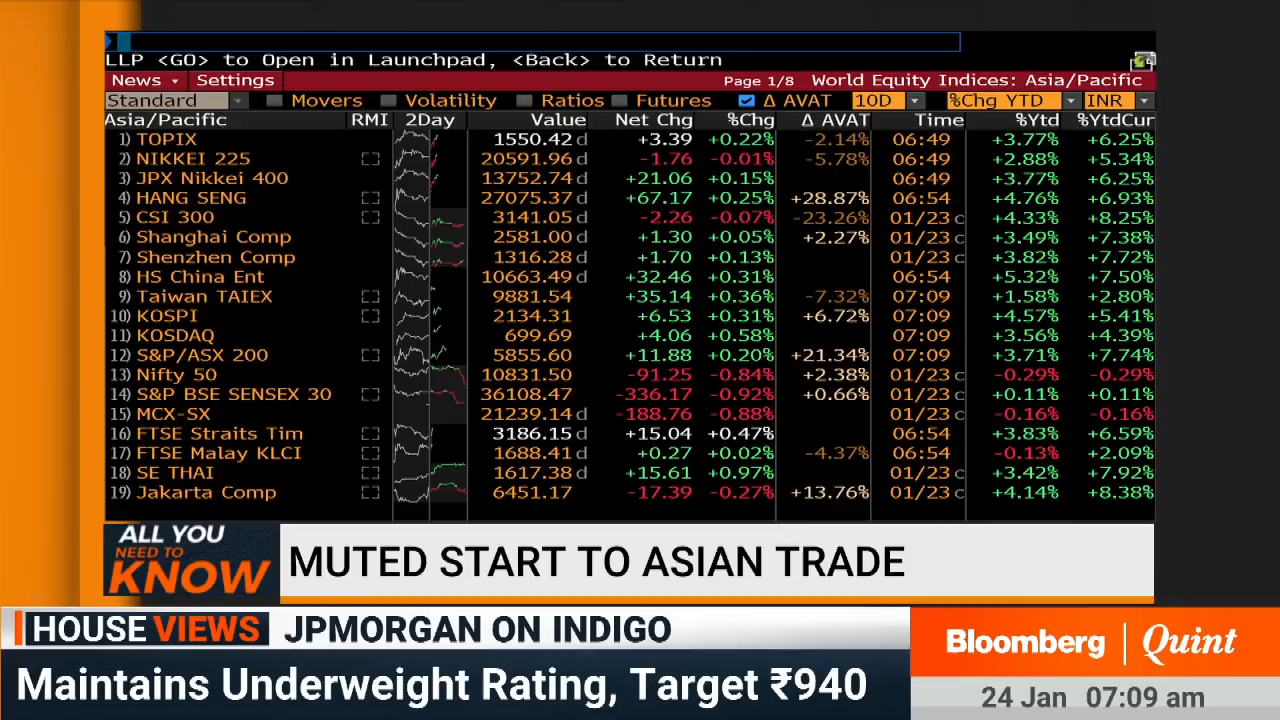 LLP <GO> to Open in Launchpad, <Back> to Return
News Settings Page 1/8 World Equity Indices: Asia/Pacific
Standard Movers Volatility Ratios Futures Δ AVAT 10D %Chg YTD INR
Asia/Pacific RMI 2Day Value Net Chg %Chg Δ AVAT Time %Ytd %YtdCur
1) TOPIX 1550.42 d +3.39 +0.22% -2.14% 06:49 +3.77% +6.25%
2) NIKKEI 225 20591.96 d -1.76 -0.01% -5.78% 06:49 +2.88% +5.34%
3) JPX Nikkei 400 13752.74 d +21.06 +0.15% 06:49 +3.77% +6.25%
4) HANG SENG 27075.37 d +67.17 +0.25% +28.87% 06:54 +4.76% +6.93%
5) CSI 300 3141.05 d -2.26 -0.07% -23.26% 01/23 c +4.33% +8.25%
6) Shanghai Comp 2581.00 d +1.30 +0.05% +2.27% 01/23 c +3.49% +7.38%
7) Shenzhen Comp 1316.28 d +1.70 +0.13% 01/23 c +3.82% +7.72%
8) HS China Ent 10663.49 d +32.46 +0.31% 06:54 +5.32% +7.50%
9) Taiwan TAIEX 9881.54 +35.14 +0.36% -7.32% 07:09 +1.58% +2.80%
10) KOSPI 2134.31 +6.53 +0.31% +6.72% 07:09 +4.57% +5.41%
11) KOSDAQ 699.69 +4.06 +0.58% 07:09 +3.56% +4.39%
12) S&P/ASX 200 5855.60 +11.88 +0.20% +21.34% 07:09 +3.71% +7.74%
13) Nifty 50 10831.50 -91.25 -0.84% +2.38% 01/23 c -0.29% -0.29%
14) S&P BSE SENSEX 30 36108.47 -336.17 -0.92% +0.66% 01/23 c +0.11% +0.11%
15) MCX-SX 21239.14 d -188.76 -0.88% 01/23 c -0.16% -0.16%
16) FTSE Straits Tim 3186.15 d +15.04 +0.47% 06:54 +3.83% +6.59%
17) FTSE Malay KLCI 1688.41 d +0.27 +0.02% -4.37% 06:54 -0.13% +2.09%
18) SE THAI 1617.38 d +15.61 +0.97% 01/23 c +3.42% +7.92%
19) Jakarta Comp 6451.17 -17.39 -0.27% +13.76% 01/23 c +4.14% +8.38%
ALL YOU
NEED TO
KNOW
MUTED START TO ASIAN TRADE
HOUSE VIEWS JPMORGAN ON INDIGO
Maintains Underweight Rating, Target ₹940
Bloomberg | Quint
24 Jan 07:09 am